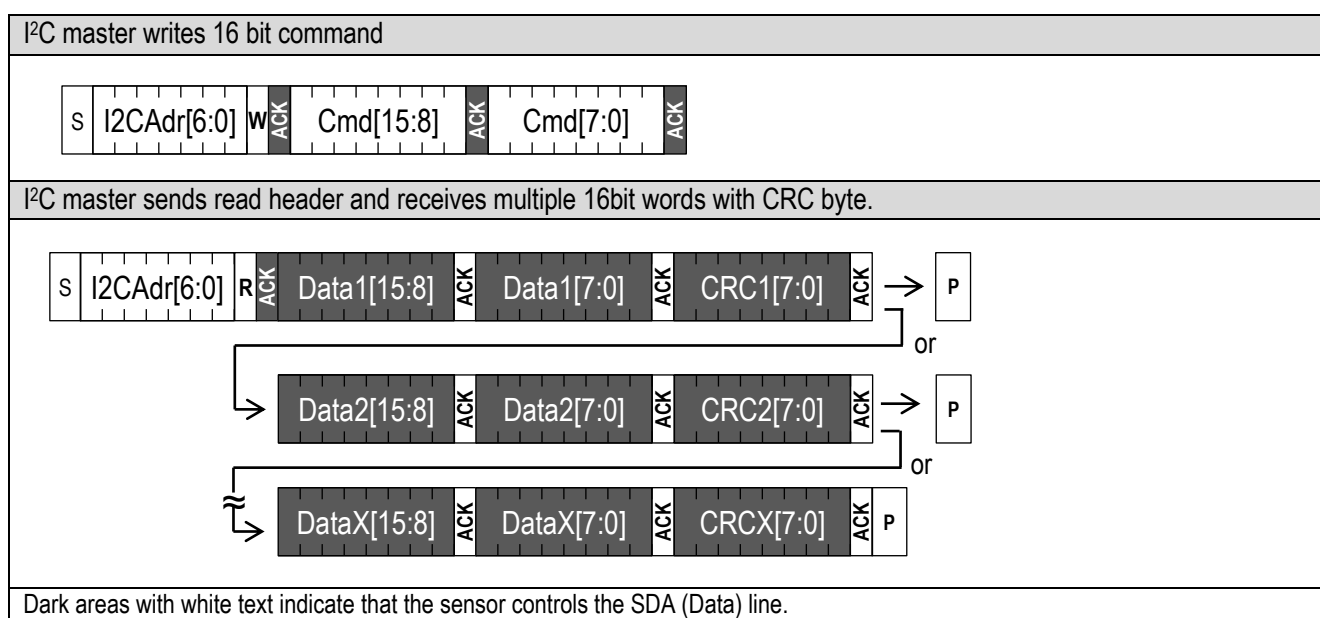 I²C master writes 16 bit command
S I2CAdr[6:0] W ACK Cmd[15:8] ACK Cmd[7:0] ACK
I²C master sends read header and receives multiple 16bit words with CRC byte.
S I2CAdr[6:0] R ACK Data1[15:8] ACK Data1[7:0] ACK CRC1[7:0] ACK P
or
Data2[15:8] ACK Data2[7:0] ACK CRC2[7:0] ACK P
or
DataX[15:8] ACK DataX[7:0] ACK CRCX[7:0] ACK P
Dark areas with white text indicate that the sensor controls the SDA (Data) line.